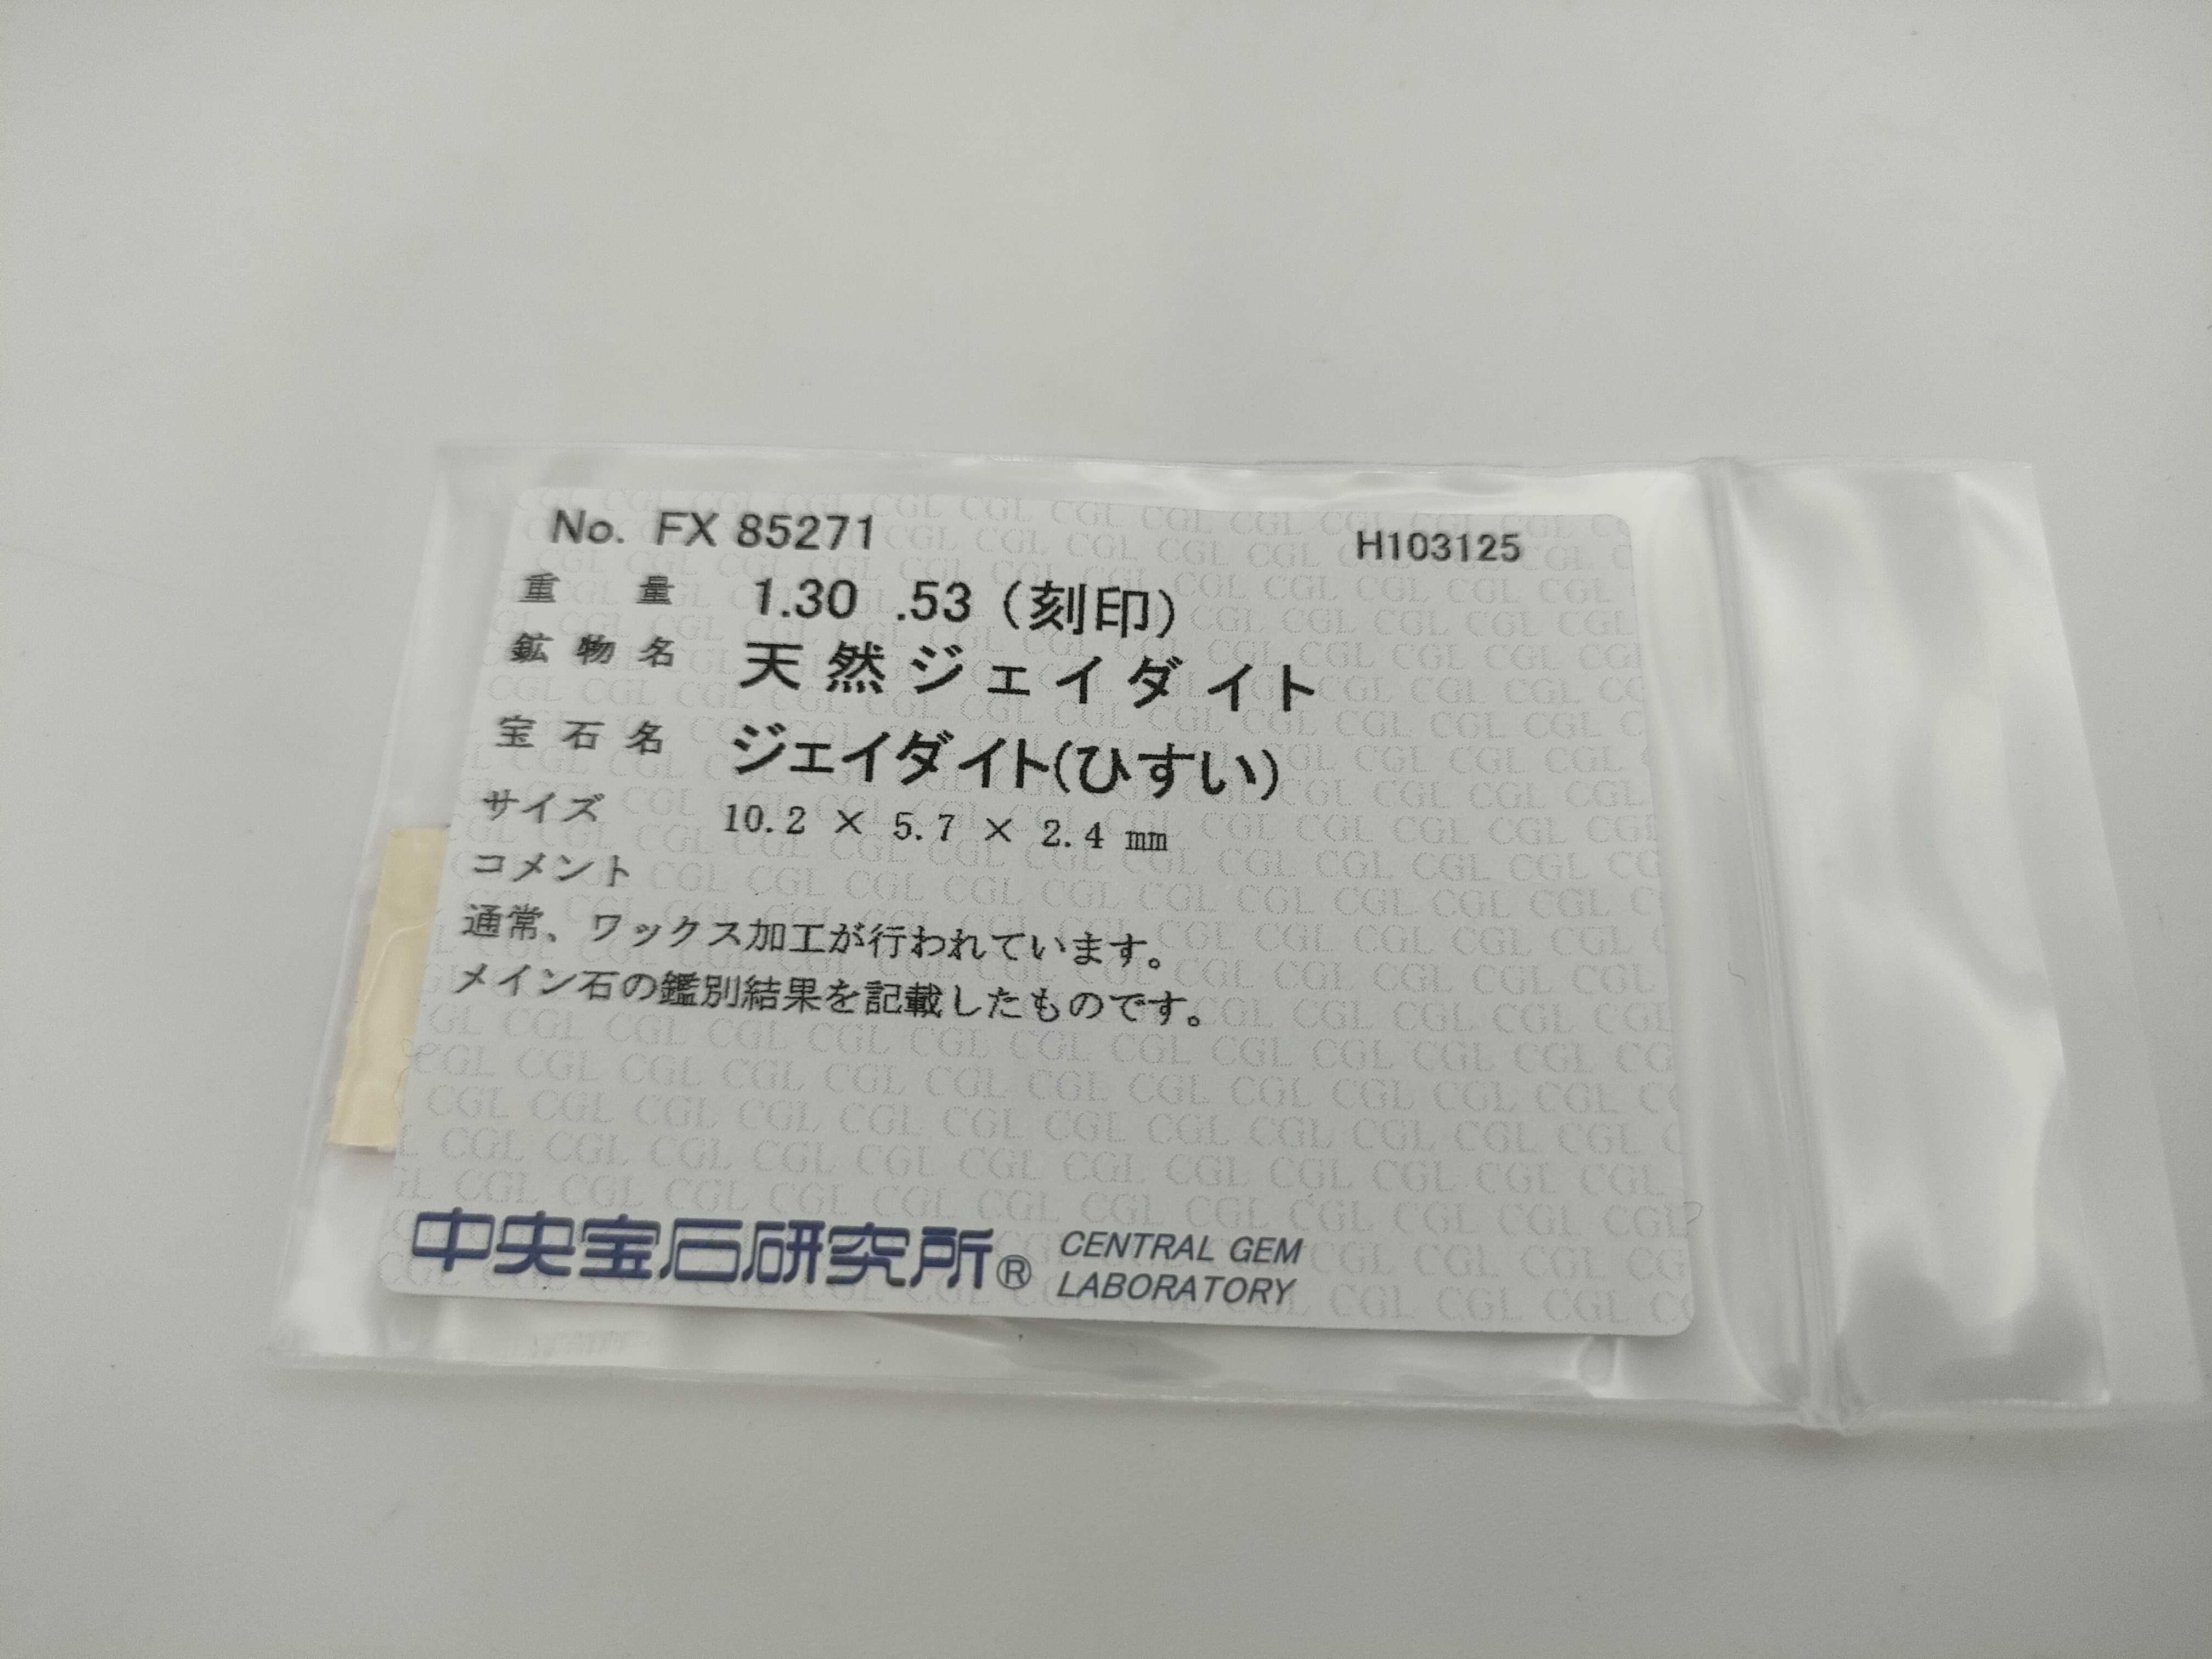 No. FX 85271 H103125
重量 1.30 .53 (刻印)
鉱物名 天然ジェイダイト
宝石名 ジェイダイト(ひすい)
サイズ 10.2 × 5.7 × 2.4 mm
コメント
通常、ワックス加工が行われています。
メイン石の鑑別結果を記載したものです。
中央宝石研究所® CENTRAL GEM
LABORATORY